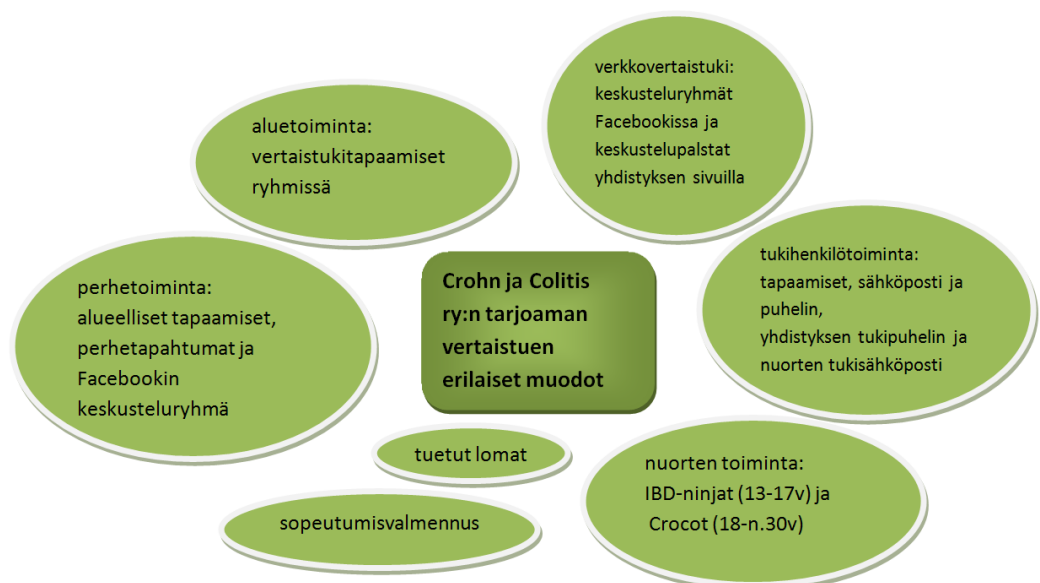 verkkovertaistuki:
keskusteluryhmät
Facebookissa ja
keskustelupalstat
yhdistyksen sivuilla
aluetoiminta:
vertaistukitapaamiset
ryhmissä
tukihenkilötoiminta:
tapaamiset, sähköposti ja
puhelin,
yhdistyksen tukipuhelin ja
nuorten tukisähköposti
Crohn ja Colitis
ry:n tarjoaman
vertaistuen
erilaiset muodot
perhetoiminta:
alueelliset tapaamiset,
perhetapahtumat ja
Facebookin
keskusteluryhmä
tuetut lomat
nuorten toiminta:
IBD-ninjat (13-17v) ja
Crocot (18-n.30v)
sopeutumisvalmennus